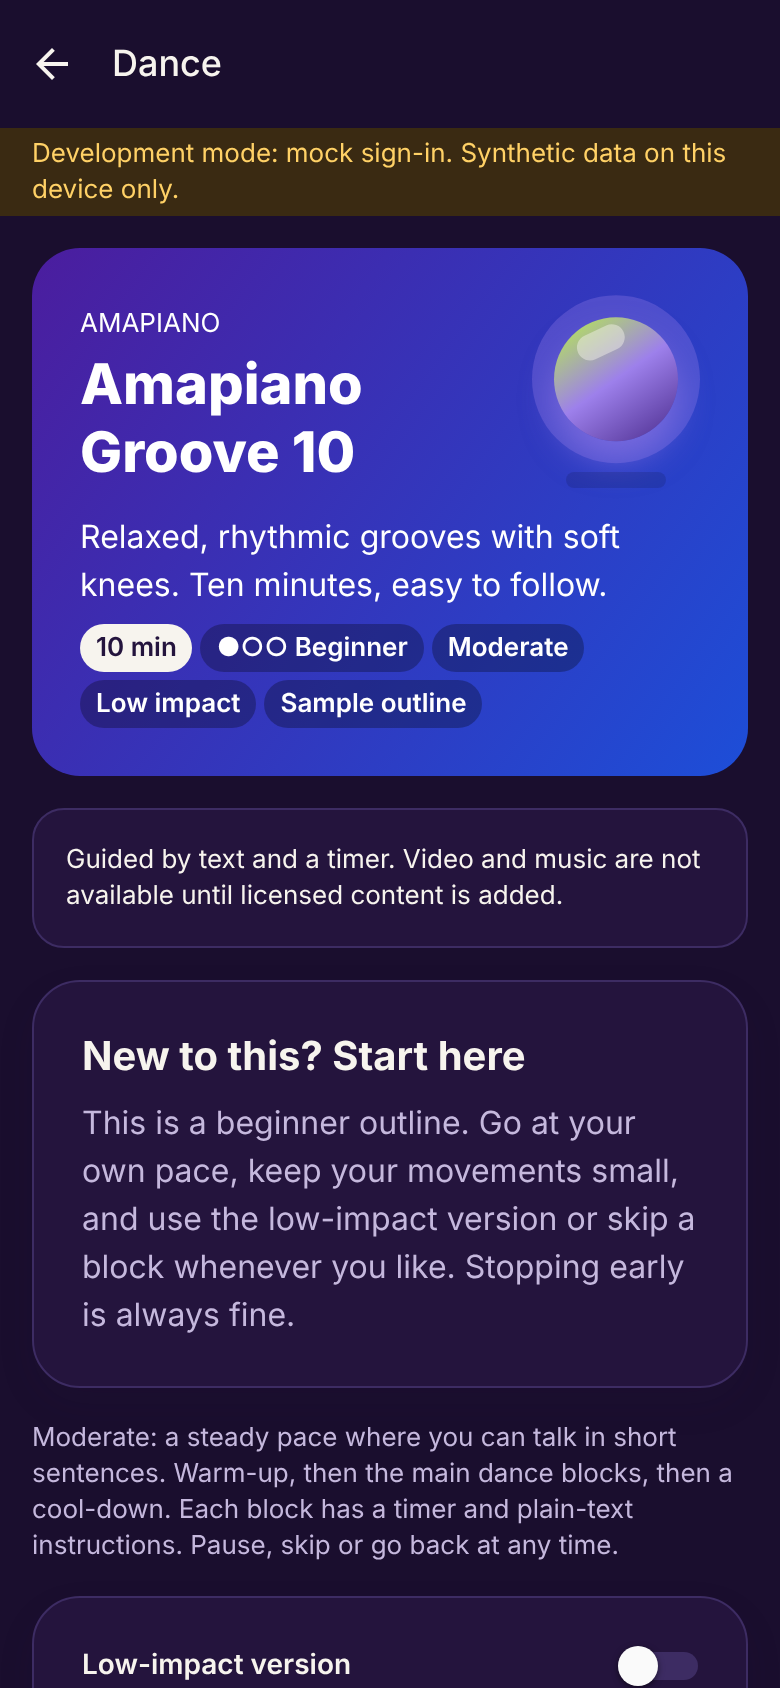 Dance
Development mode: mock sign-in. Synthetic data on this
device only.
AMAPIANO
Amapiano
Groove 10
Relaxed, rhythmic grooves with soft
knees. Ten minutes, easy to follow.
10 min
Beginner
Moderate
Low impact
Sample outline
Guided by text and a timer. Video and music are not
available until licensed content is added.
New to this? Start here
This is a beginner outline. Go at your
own pace, keep your movements small,
and use the low-impact version or skip a
block whenever you like. Stopping early
is always fine.
Moderate: a steady pace where you can talk in short
sentences. Warm-up, then the main dance blocks, then a
cool-down. Each block has a timer and plain-text
instructions. Pause, skip or go back at any time.
Low-impact version